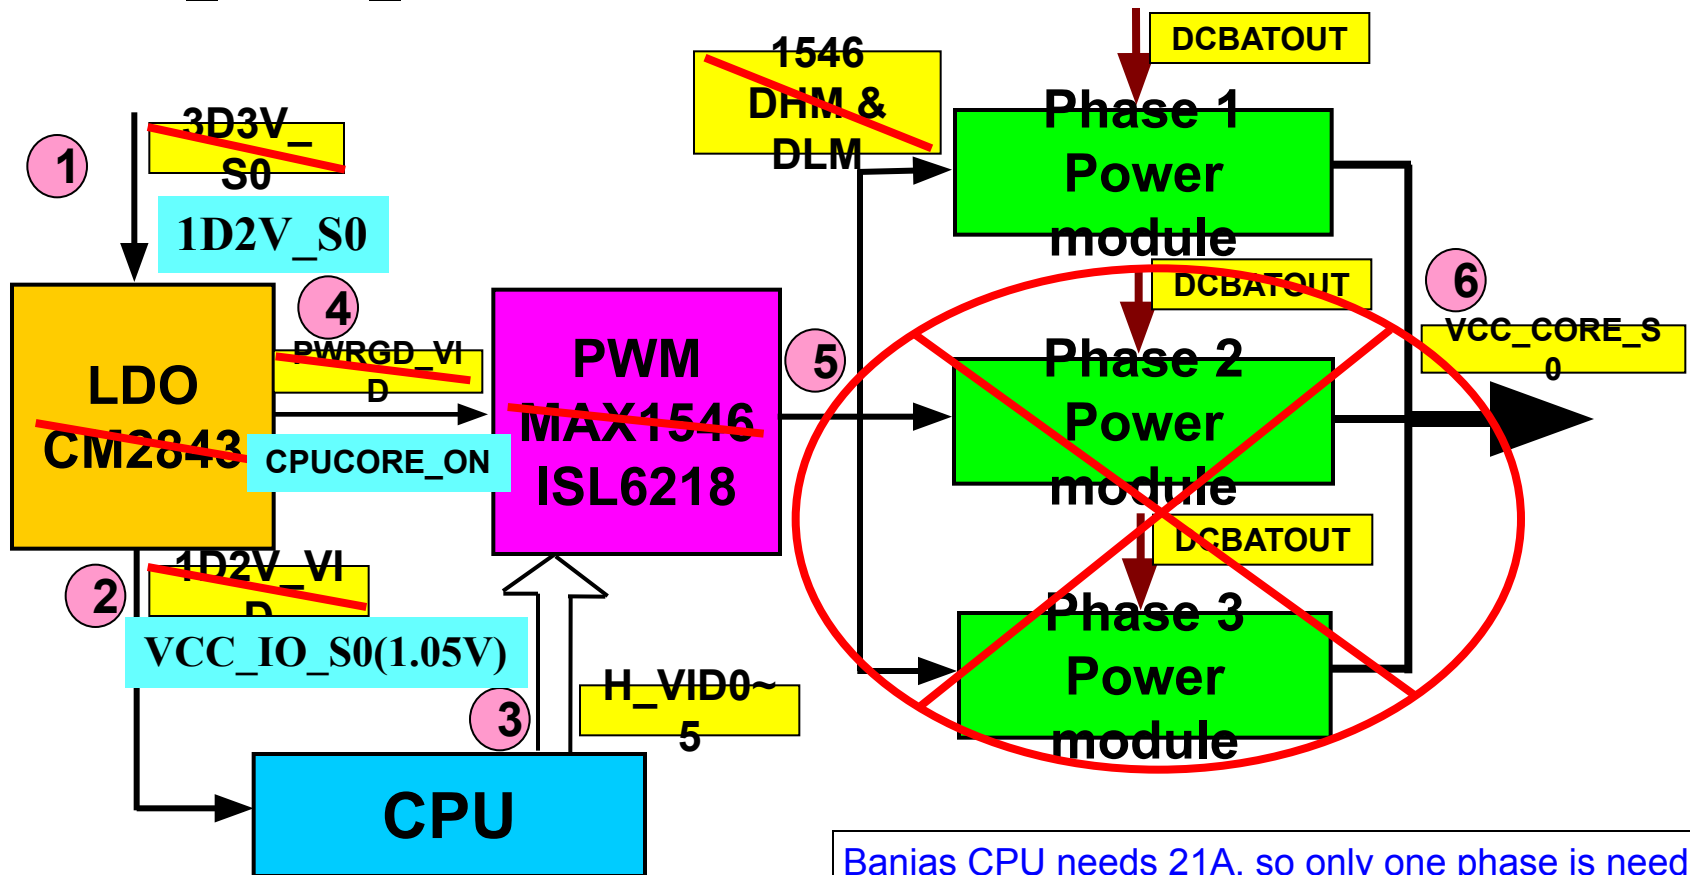 1546
DHM &
DLM
DCBATOUT
Phase 1
Power
module
1
3D3V_
S0
1D2V_S0
4
PWRGD_VI
D
LDO
CM2843
CPUCORE_ON
PWM
MAX1546
ISL6218
5
DCBATOUT
Phase 2
Power
module
6
VCC_CORE_S
0
DCBATOUT
Phase 3
Power
module
2
1D2V_VI
D
VCC_IO_S0(1.05V)
3
H_VID0~
5
CPU
Banias CPU needs 21A, so only one phase is need